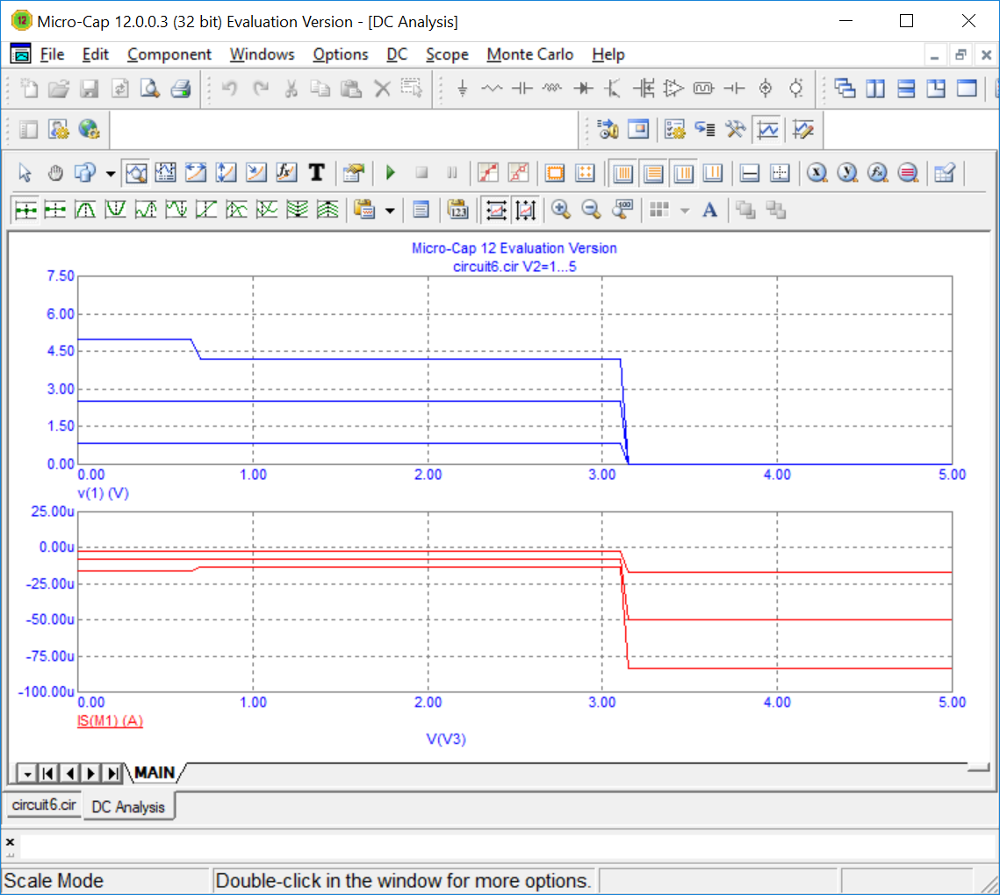 Micro-Cap 12.0.0.3 (32 bit) Evaluation Version - [DC Analysis]
File Edit Component Windows Options DC Scope Monte Carlo Help
Micro-Cap 12 Evaluation Version
circuit6.cir V2=1...5
7.50
6.00
4.50
3.00
1.50
0.00
0.00 1.00 2.00 3.00 4.00 5.00
v(1) (V)
25.00u
0.00u
-25.00u
-50.00u
-75.00u
-100.00u
0.00 1.00 2.00 3.00 4.00 5.00
IS(M1) (A)
V(V3)
MAIN
circuit6.cir DC Analysis
Scale Mode Double-click in the window for more options.